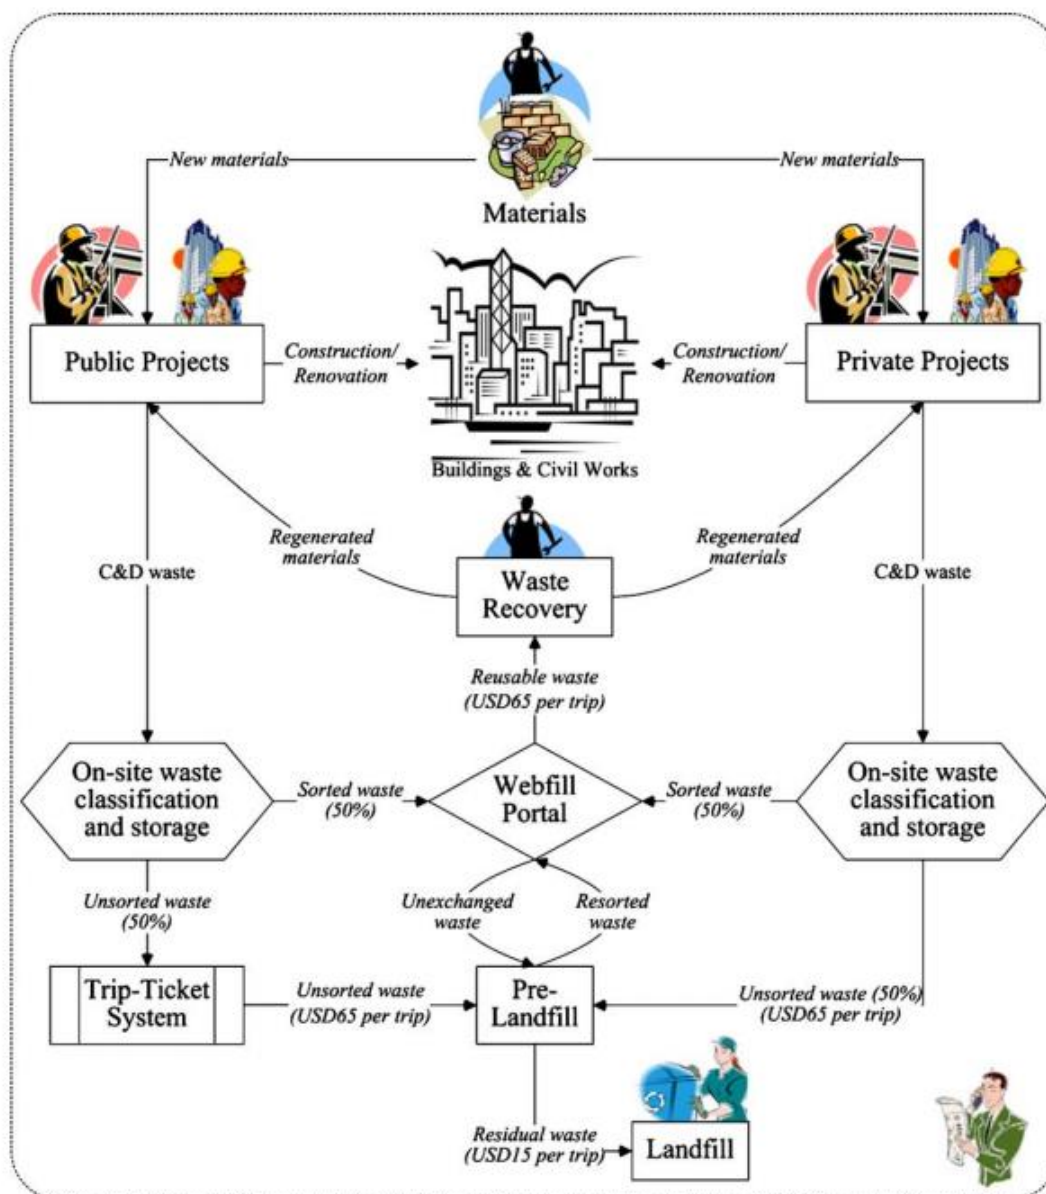 New materials
New materials
Materials
Public Projects
Construction/
Renovation
Construction/
Renovation
Private Projects
Buildings & Civil Works
Regenerated
materials
Regenerated
materials
C&D waste
Waste
Recovery
C&D waste
Reusable waste
(USD65 per trip)
On-site waste
classification
and storage
Sorted waste
(50%)
Webfill
Portal
Sorted waste
(50%)
On-site waste
classification
and storage
Unsorted waste
(50%)
Unexchanged
waste
Resorted
waste
Trip-Ticket
System
Unsorted waste
(USD65 per trip)
Pre-
Landfill
Unsorted waste (50%)
(USD65 per trip)
Residual waste
(USD15 per trip)
Landfill